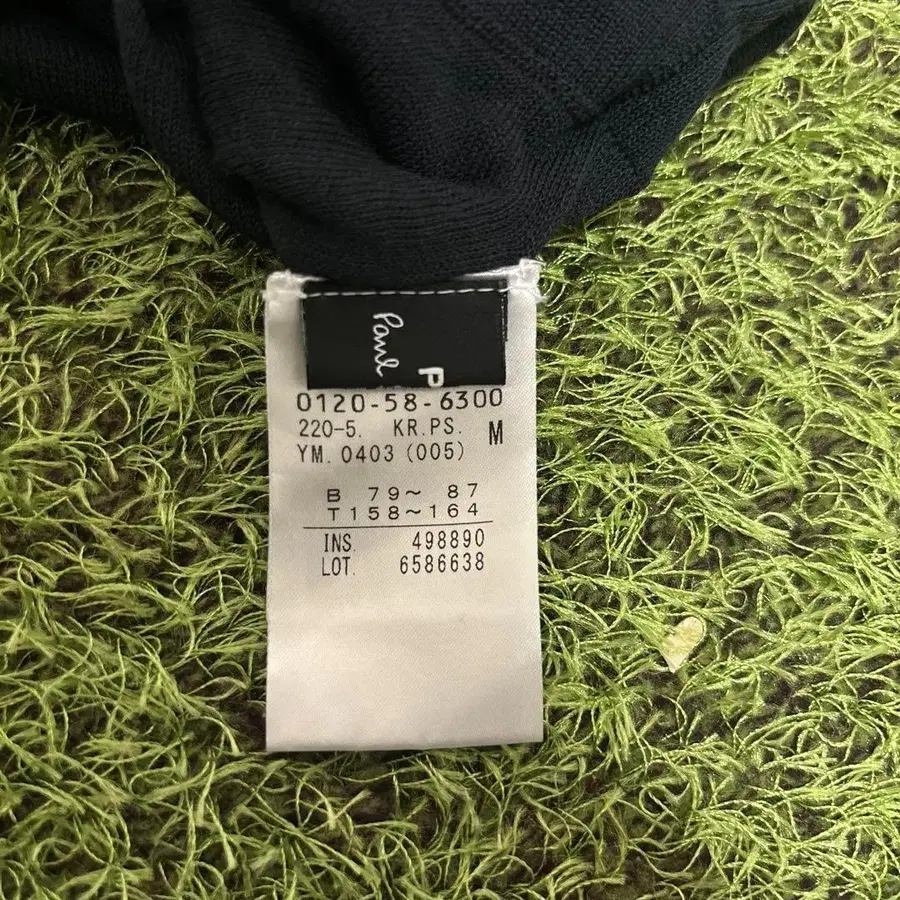 Paul
P
0120-58-6300
220-5. KR.PS. M
YM. 0403 (005)
B 79~ 87
T158~164
INS. 498890
LOT. 6586638